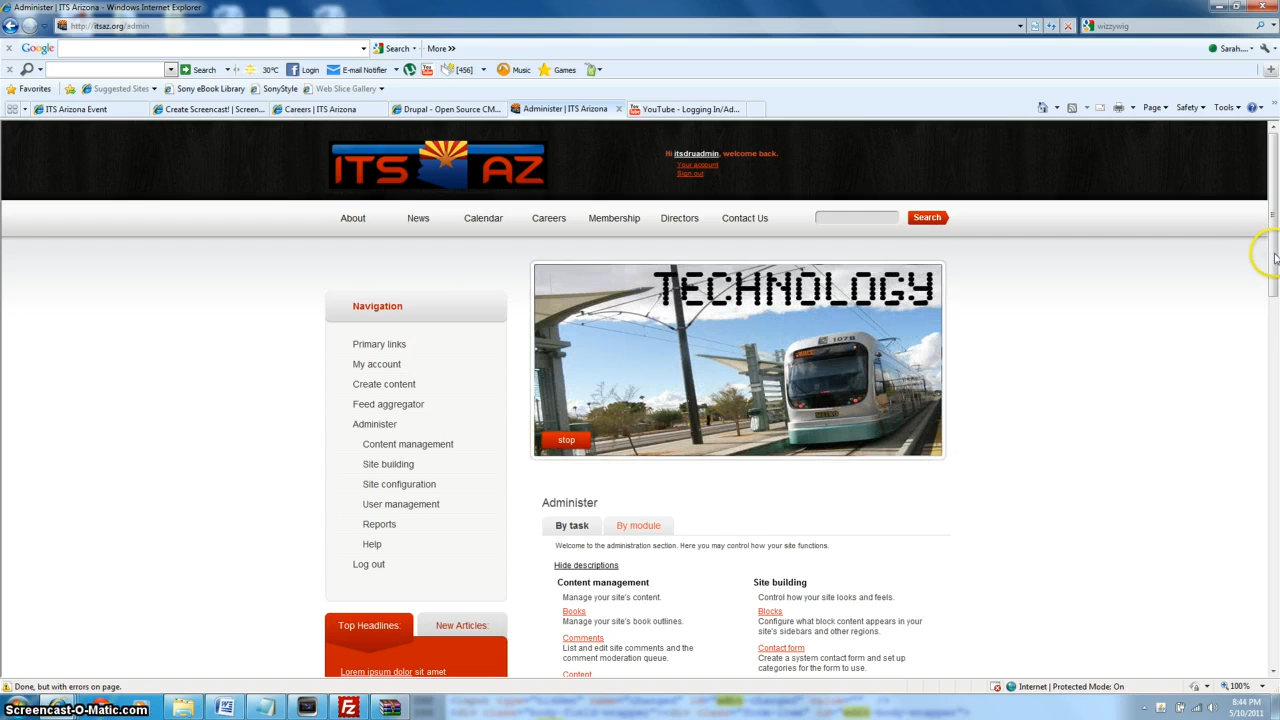 Administer | ITS Arizona - Windows Internet Explorer
http://itsaz.org/admin
wizzywig
Google
Search
More >>
Sarah....
Search
30°C
Login
E-mail Notifier
[456]
Music
Games
Favorites
Suggested Sites
Sony eBook Library
SonyStyle
Web Slice Gallery
ITS Arizona Event
Create Screencast! | Screen...
Careers | ITS Arizona
Drupal - Open Source CM...
Administer | ITS Arizona
YouTube - Logging In/Ad...
Page
Safety
Tools
ITS AZ
Hi itsdruadmin, welcome back.
Your account
Sign out
About
News
Calendar
Careers
Membership
Directors
Contact Us
Search
TECHNOLOGY
1078
stop
Navigation
Primary links
My account
Create content
Feed aggregator
Administer
Content management
Site building
Site configuration
User management
Reports
Help
Log out
Top Headlines:
New Articles:
Lorem ipsum dolor sit amet
Administer
By task
By module
Welcome to the administration section. Here you may control how your site functions.
Hide descriptions
Content management
Manage your site's content.
Books
Manage your site's book outlines.
Comments
List and edit site comments and the
comment moderation queue.
Content
Site building
Control how your site looks and feels.
Blocks
Configure what block content appears in your
site's sidebars and other regions.
Contact form
Create a system contact form and set up
categories for the form to use.
Done, but with errors on page.
Internet | Protected Mode: On
100%
Screencast-O-Matic.com
8:44 PM
5/10/2011